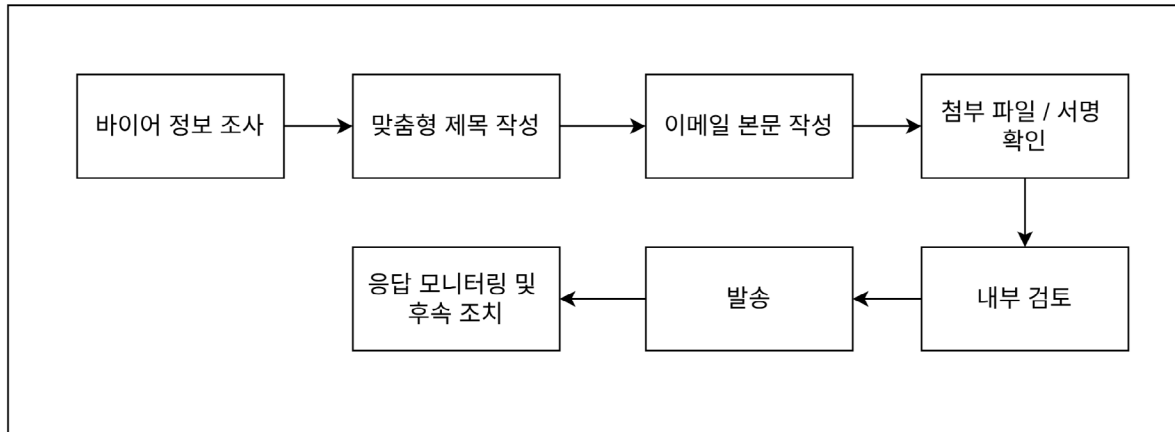 바이어 정보 조사
맞춤형 제목 작성
이메일 본문 작성
첨부 파일 / 서명
확인
내부 검토
발송
응답 모니터링 및
후속 조치